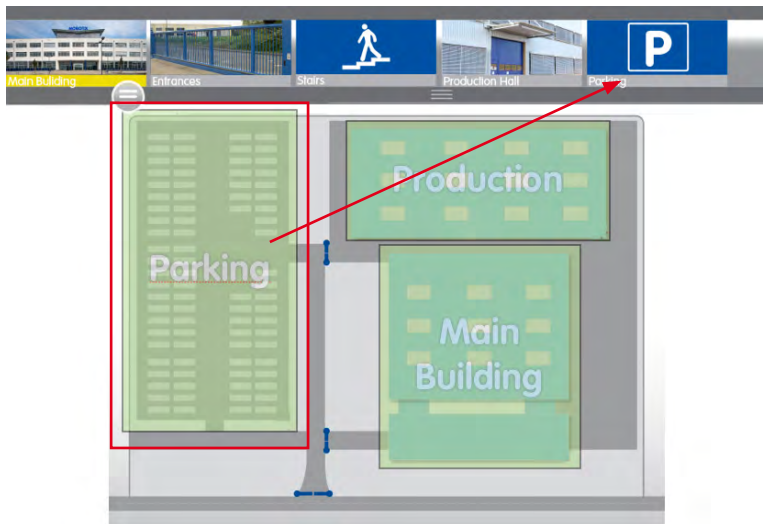 Main Building
Entrances
Stairs
Production Hall
Parking
P
Production
Parking
Main
Building